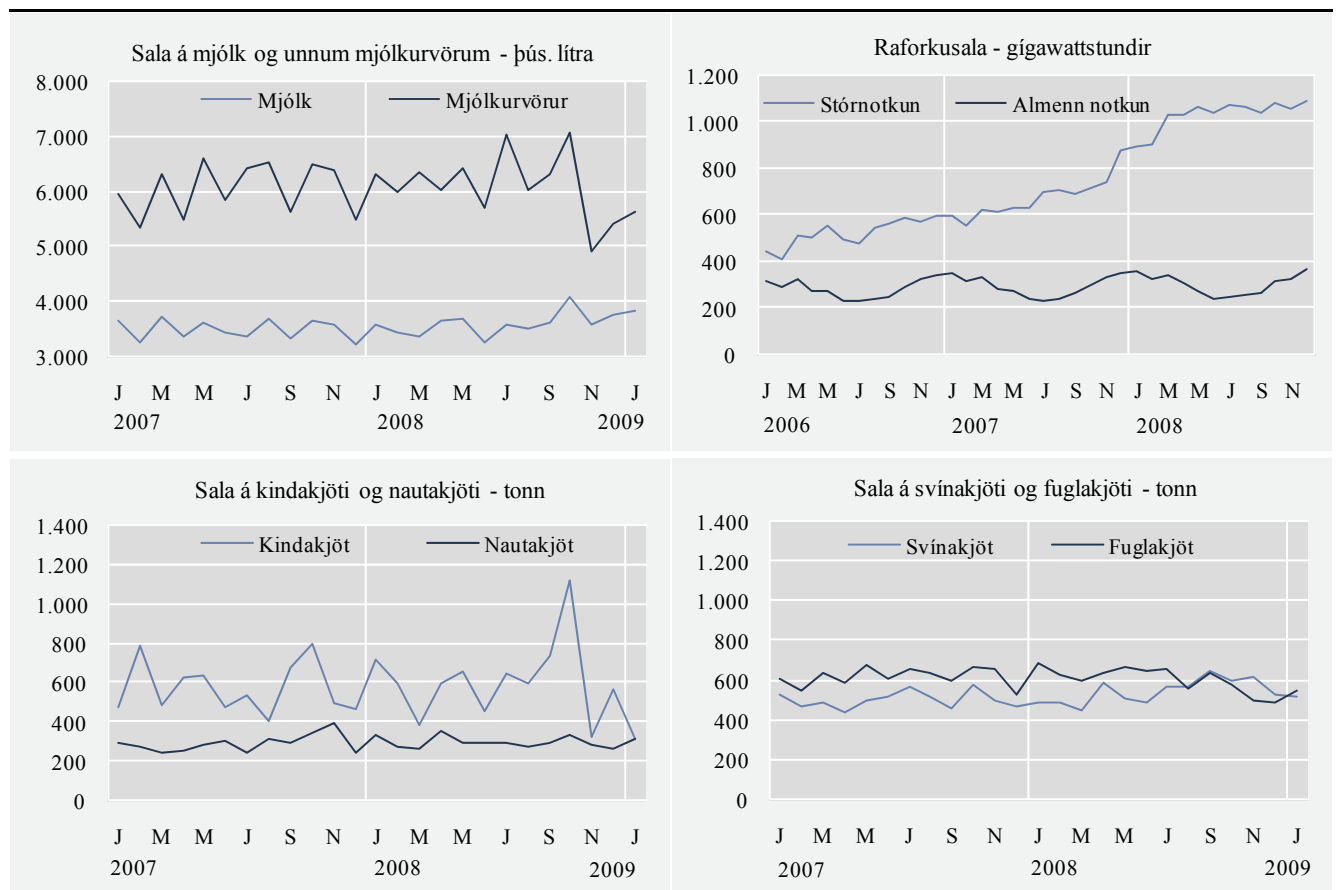 Sala á mjólk og unnum mjólkurvörum - þús. lítra
Mjólk Mjólkurvörur
8.000
7.000
6.000
5.000
4.000
3.000
J M M J S N J M M J S N J
2007 2008 2009
Raforkusala - gígawattstundir
Stórnotkun Almenn notkun
1.200
1.000
800
600
400
200
0
J M M J S N J M M J S N J M M J S N
2006 2007 2008
Sala á kindakjöti og nautakjöti - tonn
Kindakjöt Nautakjöt
1.400
1.200
1.000
800
600
400
200
0
J M M J S N J M M J S N J
2007 2008 2009
Sala á svínakjöti og fuglakjöti - tonn
Svínakjöt Fuglakjöt
1.400
1.200
1.000
800
600
400
200
0
J M M J S N J M M J S N J
2007 2008 2009